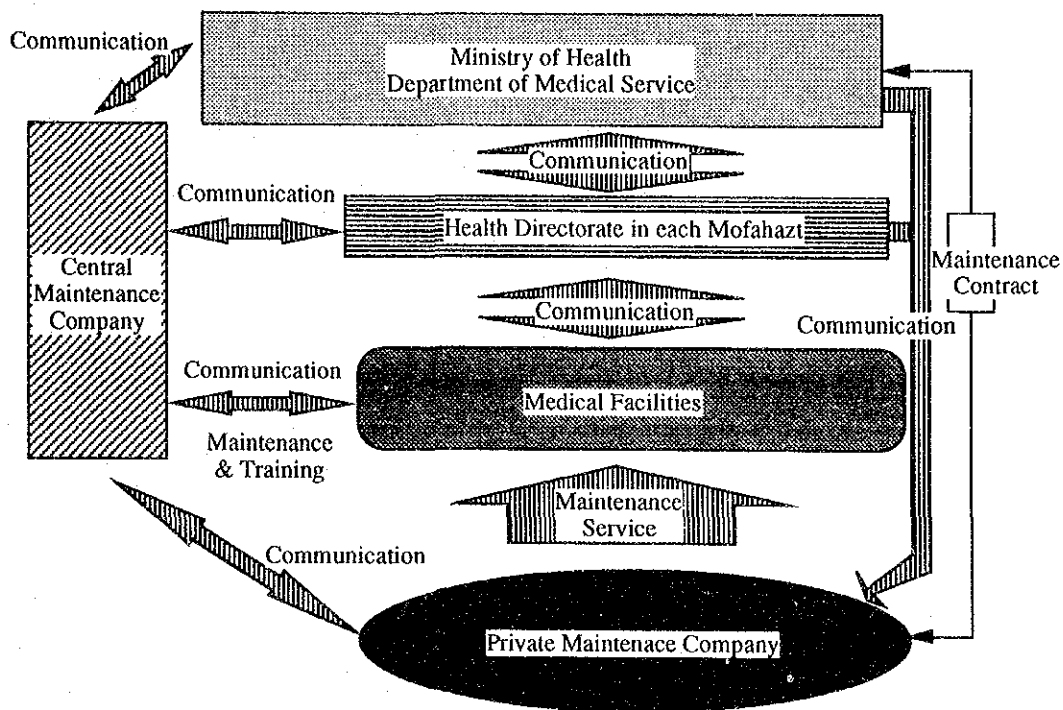 Communication
Ministry of Health
Department of Medical Service
Communication
Communication
Health Directorate in each Mofahazt
Central
Maintenance
Company
Maintenance
Contract
Communication
Communication
Communication
Medical Facilities
Maintenance
& Training
Maintenance
Service
Communication
Private Maintenace Company